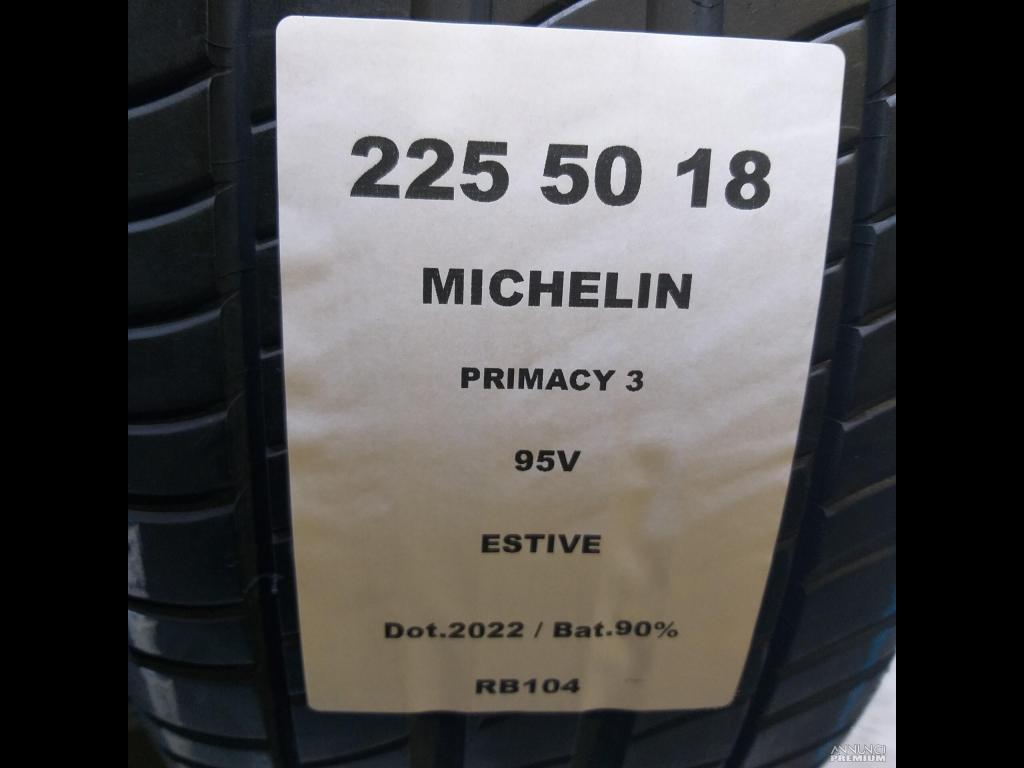 225 50 18
MICHELIN
PRIMACY 3
95V
ESTIVE
Dot.2022 / Bat.90%
RB104
ANNUNCI
PREMIUM